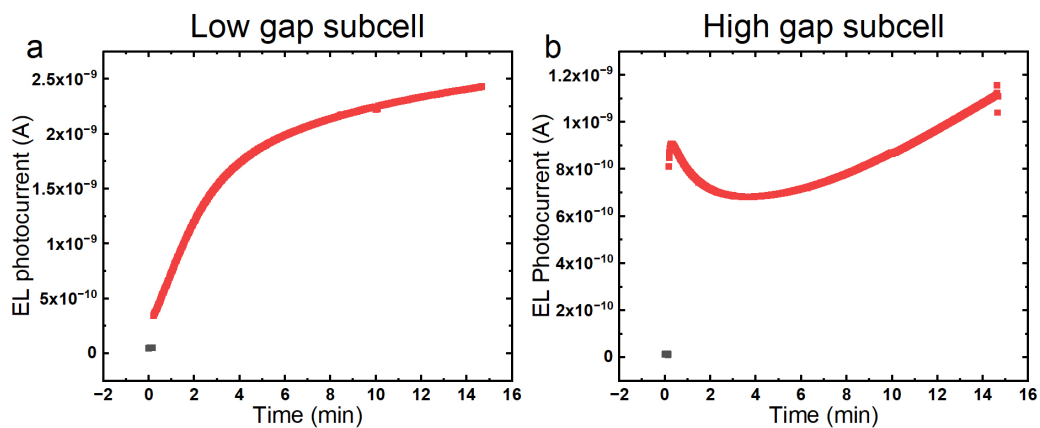 Low gap subcell
High gap subcell
a
b
EL photocurrent (A)
2.5x10⁻⁹
2x10⁻⁹
1.5x10⁻⁹
1x10⁻⁹
5x10⁻¹⁰
0
−2 0 2 4 6 8 10 12 14 16
Time (min)
EL Photocurrent (A)
1.2x10⁻⁹
1x10⁻⁹
8x10⁻¹⁰
6x10⁻¹⁰
4x10⁻¹⁰
2x10⁻¹⁰
0
−2 0 2 4 6 8 10 12 14 16
Time (min)